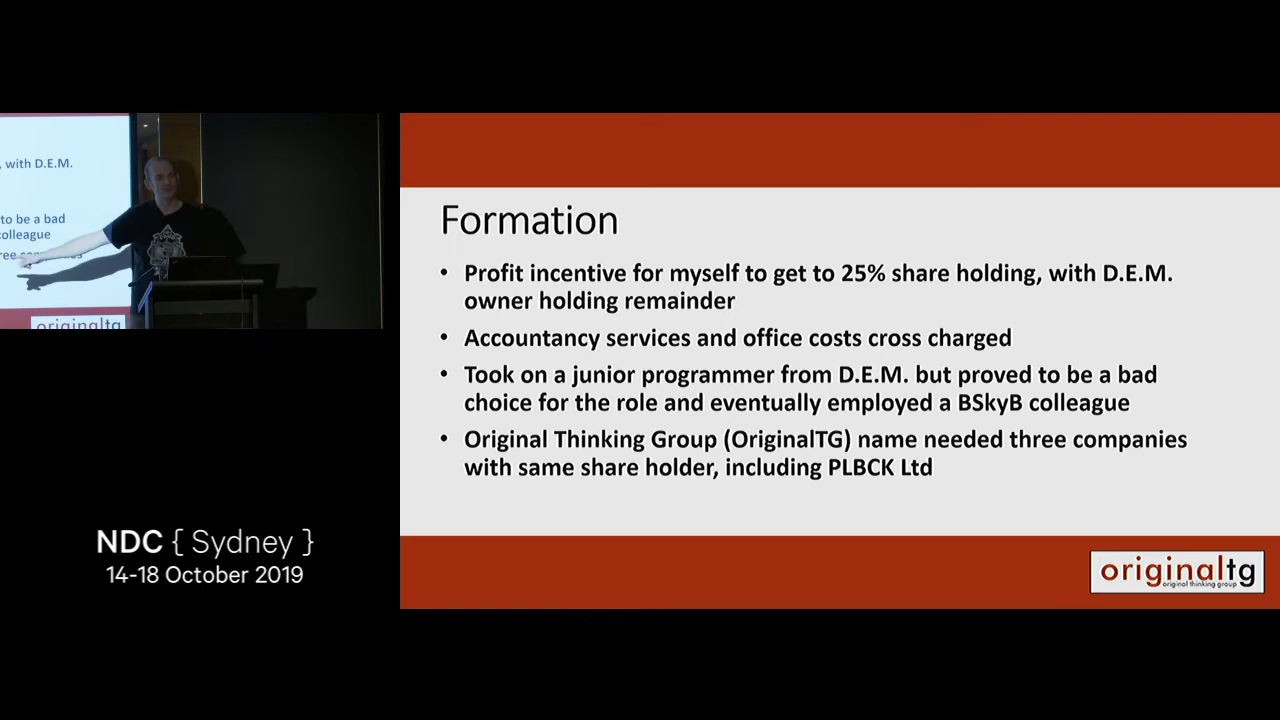 , with D.E.M.
to be a bad
colleague
originaltg
NDC { Sydney }
14-18 October 2019
Formation
• Profit incentive for myself to get to 25% share holding, with D.E.M.
owner holding remainder
• Accountancy services and office costs cross charged
• Took on a junior programmer from D.E.M. but proved to be a bad
choice for the role and eventually employed a BSkyB colleague
• Original Thinking Group (OriginalTG) name needed three companies
with same share holder, including PLBCK Ltd
originaltg
original thinking group